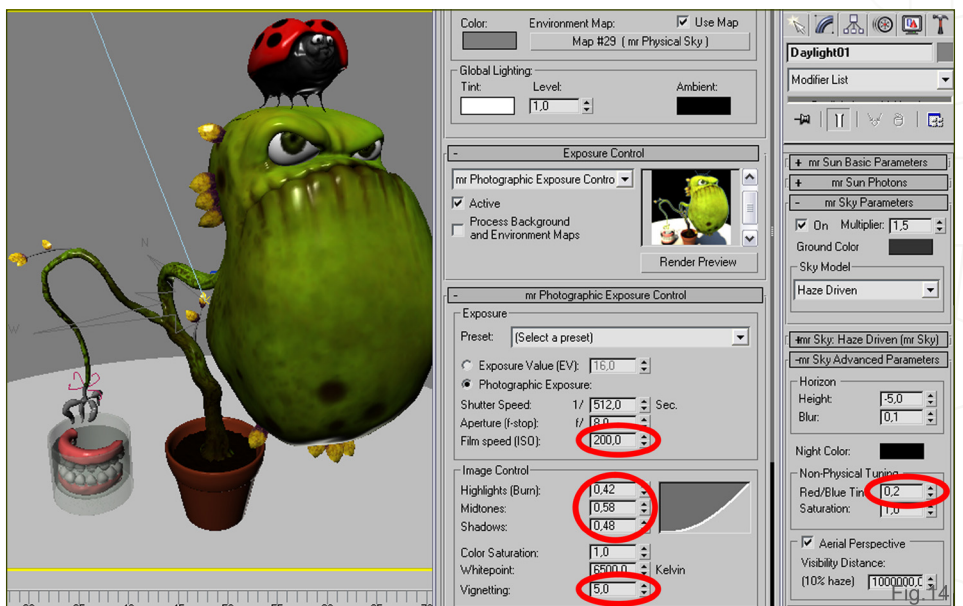 Color: Environment Map: Use Map
Map #29 ( mr Physical Sky )
Global Lighting:
Tint: Level: Ambient:
1,0
- Exposure Control
mr Photographic Exposure Contro
Active
Process Background
and Environment Maps
Render Preview
- mr Photographic Exposure Control
Exposure
Preset: (Select a preset)
Exposure Value (EV): 16,0
Photographic Exposure:
Shutter Speed: 1/ 512,0 Sec.
Aperture (f-stop): f/ 8,0
Film speed (ISO): 200,0
Image Control
Highlights (Burn): 0,42
Midtones: 0,58
Shadows: 0,48
Color Saturation: 1,0
Whitepoint: 6500,0 Kelvin
Vignetting: 5,0
Daylight01
Modifier List
+ mr Sun Basic Parameters
+ mr Sun Photons
- mr Sky Parameters
On Multiplier: 1,5
Ground Color
Sky Model
Haze Driven
+mr Sky: Haze Driven (mr Sky)
-mr Sky Advanced Parameters
Horizon
Height: -5,0
Blur: 0,1
Night Color:
Non-Physical Tuning
Red/Blue Tin 0,2
Saturation: 1,0
Aerial Perspective
Visibility Distance:
(10% haze) 1000000,0
Fig.14
N
W